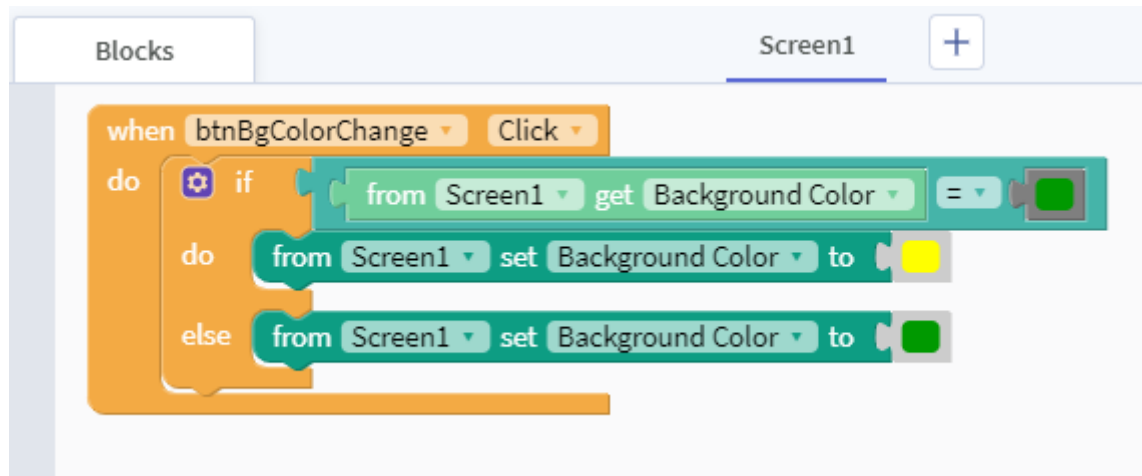 Blocks
Screen1 +
when btnBgColorChange Click
do if from Screen1 get Background Color =
do from Screen1 set Background Color to
else from Screen1 set Background Color to